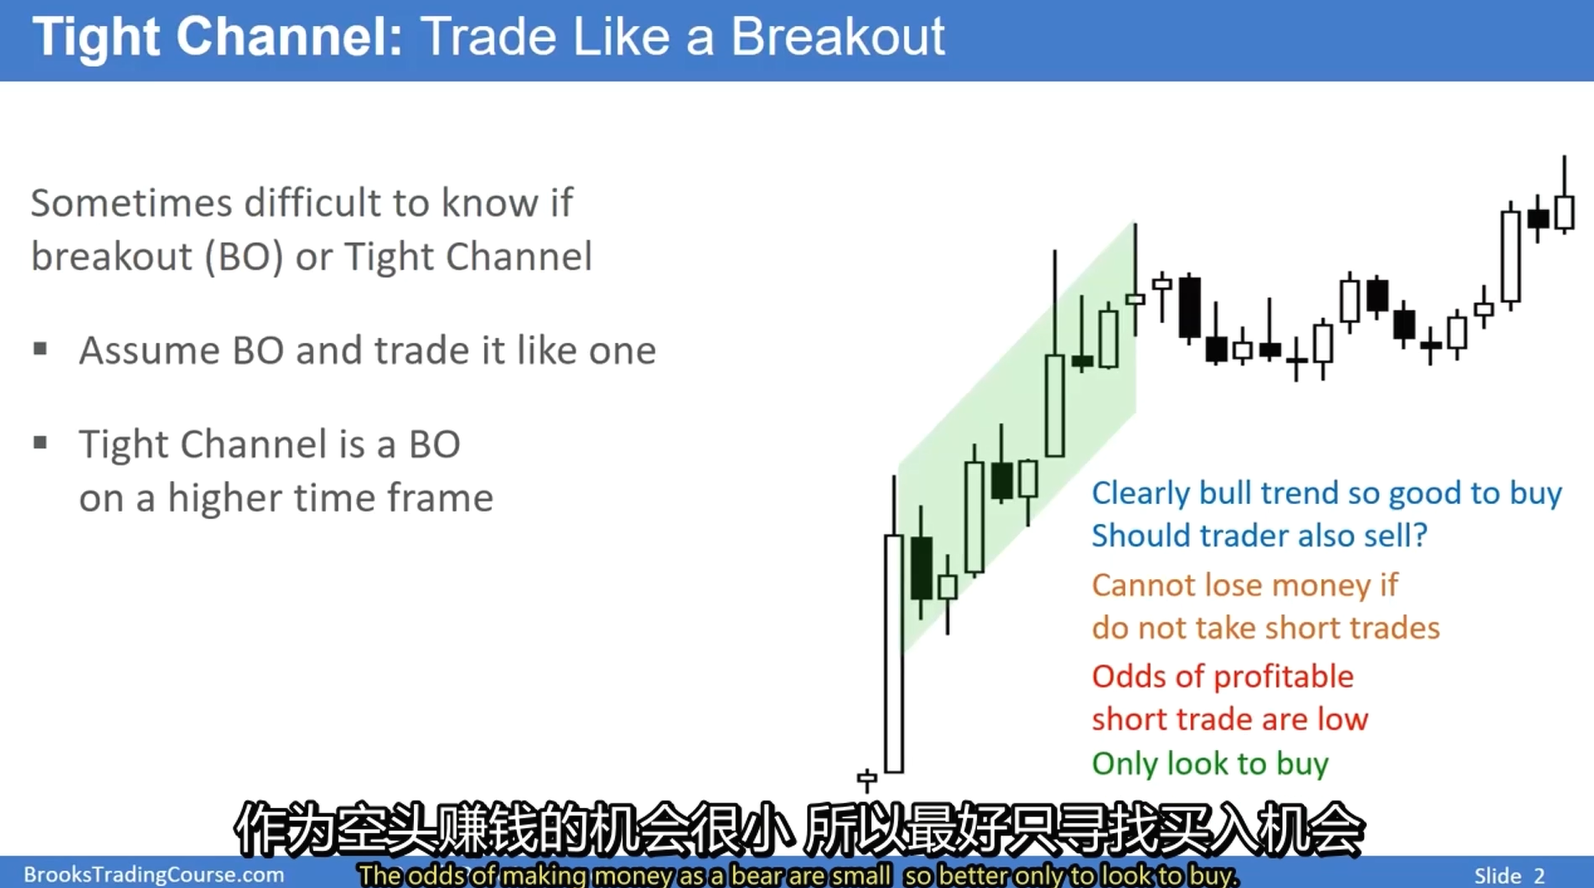 Tight Channel: Trade Like a Breakout
Sometimes difficult to know if
breakout (BO) or Tight Channel
▪ Assume BO and trade it like one
▪ Tight Channel is a BO
on a higher time frame
Clearly bull trend so good to buy
Should trader also sell?
Cannot lose money if
do not take short trades
Odds of profitable
short trade are low
Only look to buy
作为空头赚钱的机会很小 所以最好只寻找买入机会
BrooksTradingCourse.com
The odds of making money as a bear are small so better only to look to buy.
Slide 2